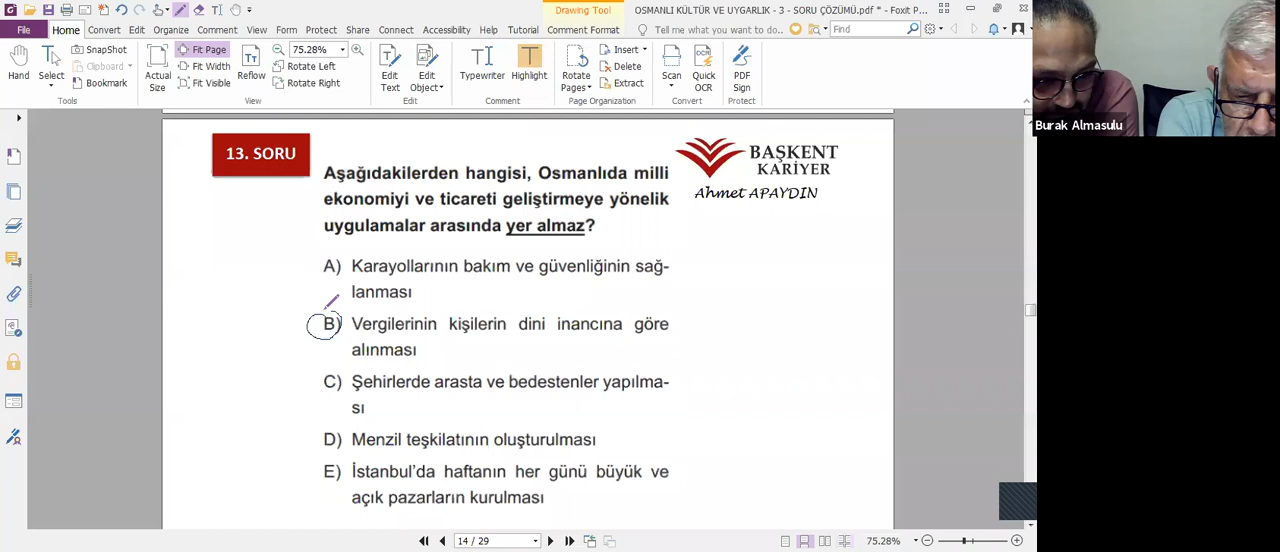 Drawing Tool
OSMANLI KÜLTÜR VE UYGARLIK - 3 - SORU ÇÖZÜMÜ.pdf * - Foxit P...
File Home Convert Edit Organize Comment View Form Protect Share Connect Accessibility Help Tutorial Comment Format Tell me what you want to do.. Find
Hand
Select
SnapShot
Clipboard
Bookmark
Tools
Actual Size
Fit Page
Fit Width
Fit Visible
Reflow
75.28%
Rotate Left
Rotate Right
View
Edit Text
Edit Object
Edit
Typewriter
Highlight
Comment
Rotate Pages
Insert
Delete
Extract
Page Organization
Scan
Quick OCR
Convert
PDF Sign
Protect
Burak Almasulu
13. SORU
BAŞKENT
KARİYER
Ahmet APAYDIN
Aşağıdakilerden hangisi, Osmanlıda milli
ekonomiyi ve ticareti geliştirmeye yönelik
uygulamalar arasında yer almaz?
A) Karayollarının bakım ve güvenliğinin sağ-
lanması
B) Vergilerinin kişilerin dini inancına göre
alınması
C) Şehirlerde arasta ve bedestenler yapılma-
sı
D) Menzil teşkilatının oluşturulması
E) İstanbul'da haftanın her günü büyük ve
açık pazarların kurulması
14 / 29
75.28%